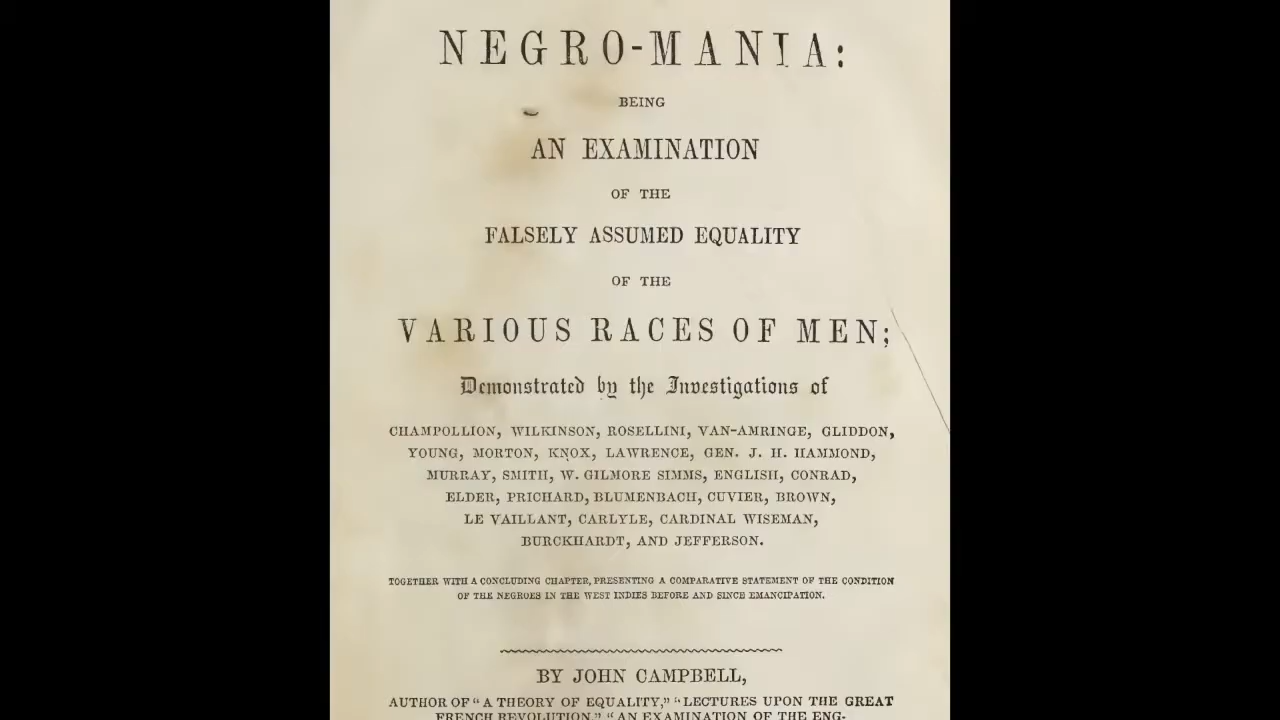 NEGRO-MANIA:
BEING
AN EXAMINATION
OF THE
FALSELY ASSUMED EQUALITY
OF THE
VARIOUS RACES OF MEN;
Demonstrated by the Investigations of
CHAMPOLLION, WILKINSON, ROSELLINI, VAN-AMRINGE, GLIDDON,
YOUNG, MORTON, KNOX, LAWRENCE, GEN. J. H. HAMMOND,
MURRAY, SMITH, W. GILMORE SIMMS, ENGLISH, CONRAD,
ELDER, PRICHARD, BLUMENBACH, CUVIER, BROWN,
LE VAILLANT, CARLYLE, CARDINAL WISEMAN,
BURCKHARDT, AND JEFFERSON.
TOGETHER WITH A CONCLUDING CHAPTER, PRESENTING A COMPARATIVE STATEMENT OF THE CONDITION
OF THE NEGROES IN THE WEST INDIES BEFORE AND SINCE EMANCIPATION.
BY JOHN CAMPBELL,
AUTHOR OF "A THEORY OF EQUALITY," "LECTURES UPON THE GREAT
FRENCH REVOLUTION," "AN EXAMINATION OF THE ENG-